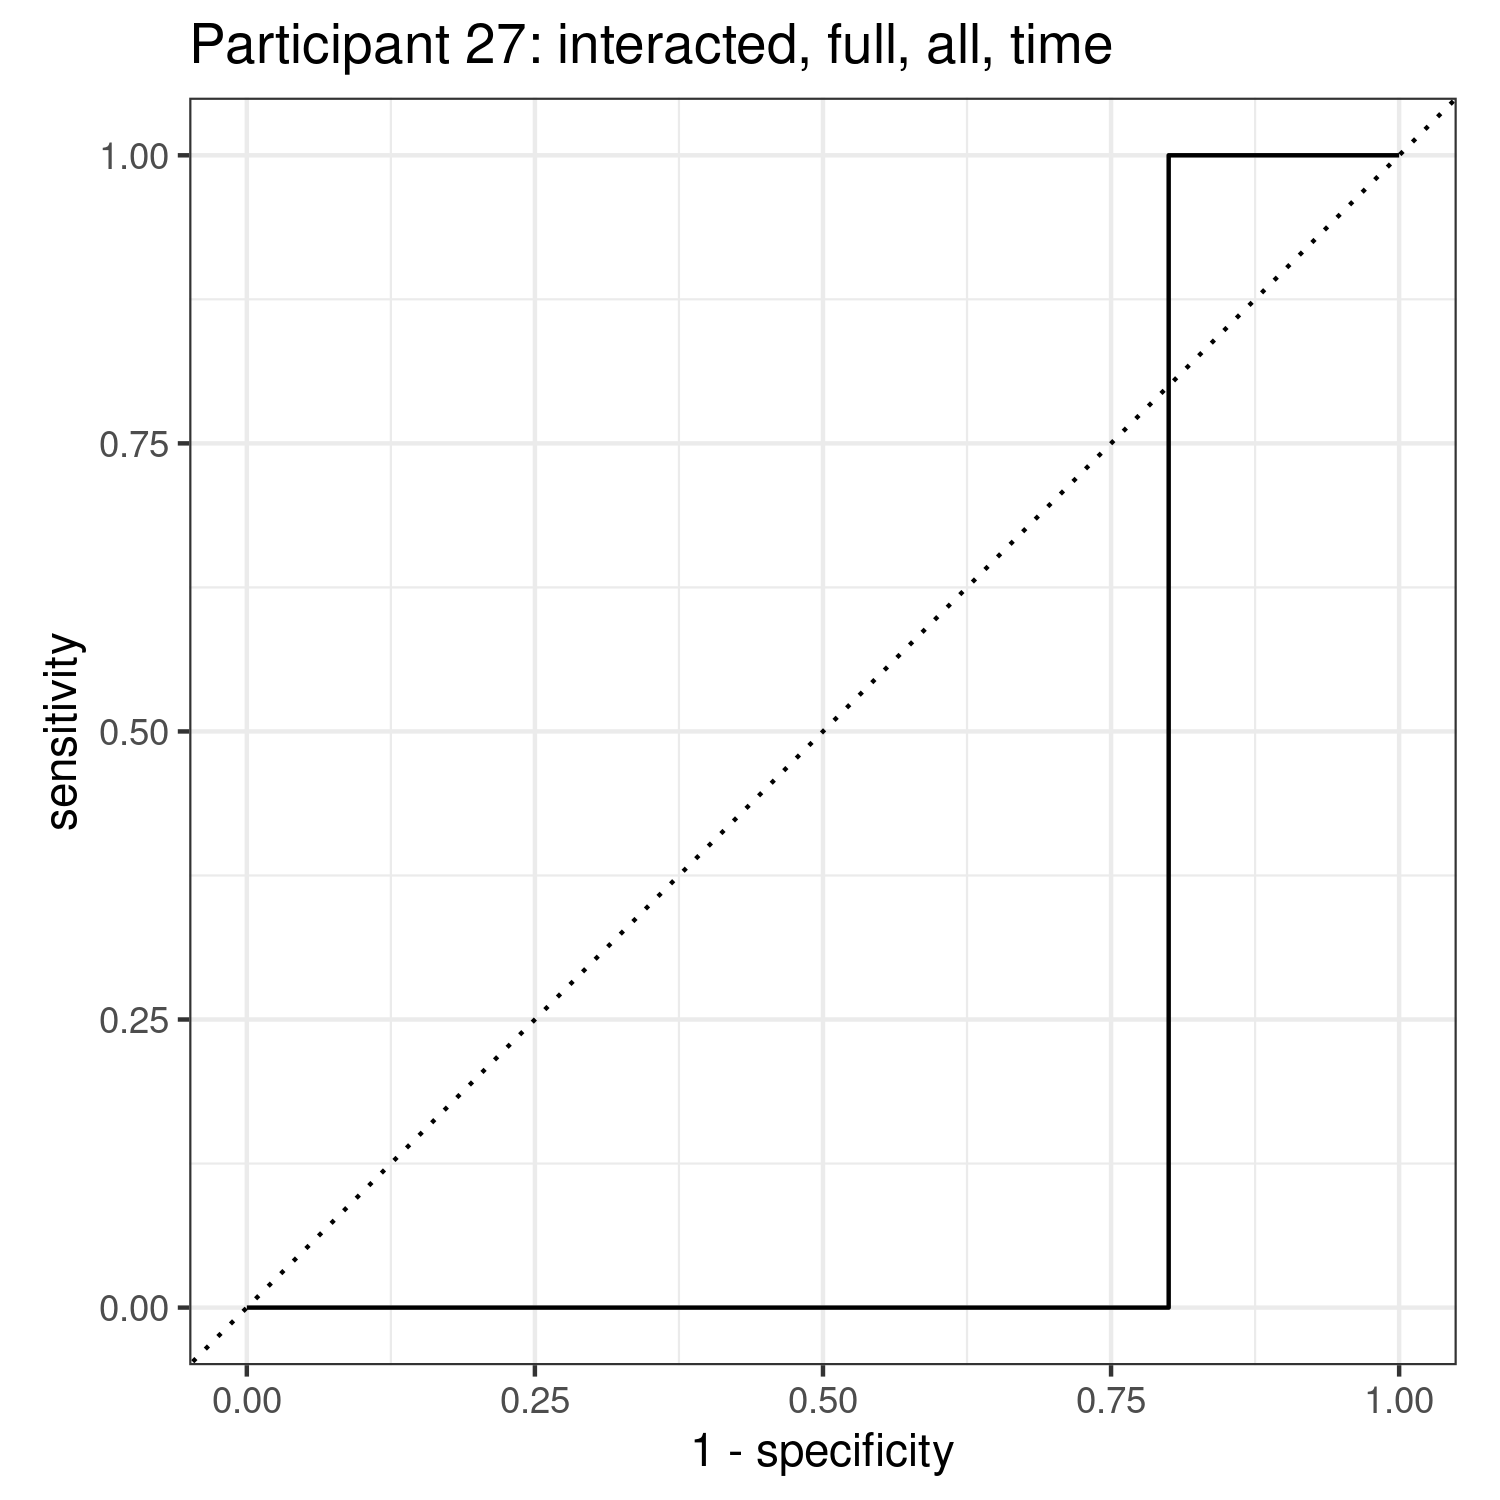 Participant 27: interacted, full, all, time
1.00
0.75
0.50
0.25
0.00
sensitivity
0.00 0.25 0.50 0.75 1.00
1 - specificity